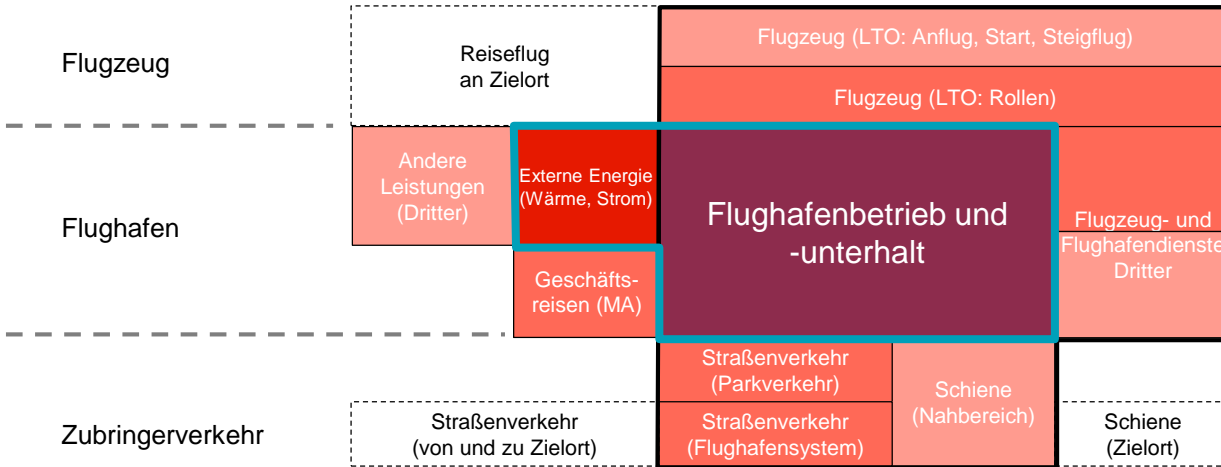 Flugzeug
Reiseflug
an Zielort
Flugzeug (LTO: Anflug, Start, Steigflug)
Flugzeug (LTO: Rollen)
Flughafen
Andere
Leistungen
(Dritter)
Externe Energie
(Wärme, Strom)
Geschäfts-
reisen (MA)
Flughafenbetrieb und
-unterhalt
Flugzeug- und
Flughafendienste
Dritter
Zubringerverkehr
Straßenverkehr
(von und zu Zielort)
Straßenverkehr
(Parkverkehr)
Straßenverkehr
(Flughafensystem)
Schiene
(Nahbereich)
Schiene
(Zielort)